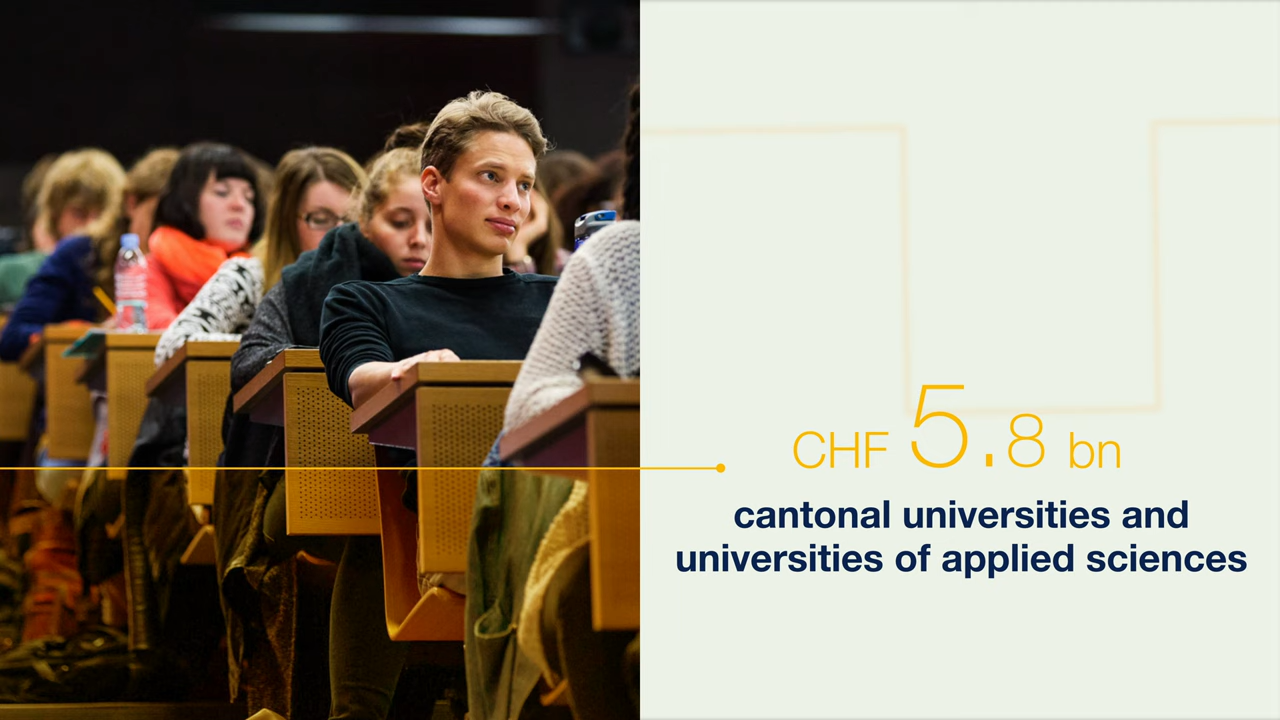 CHF 5.8 bn
cantonal universities and
universities of applied sciences